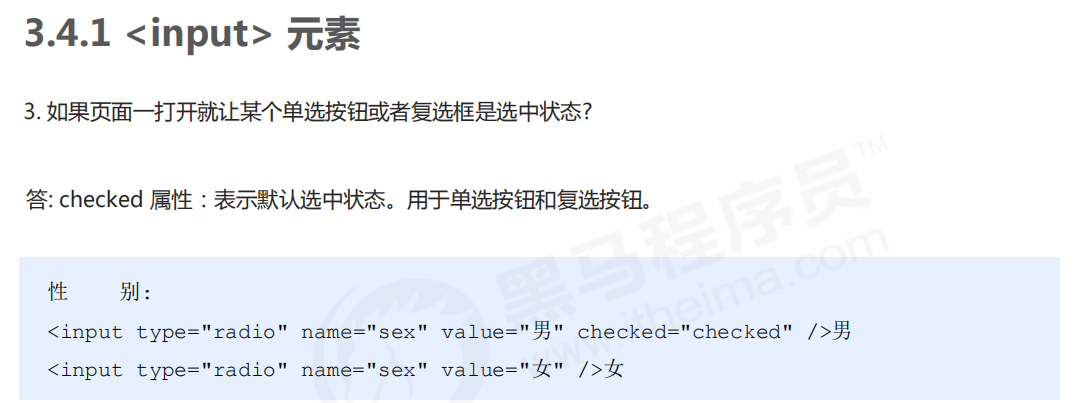 3.4.1 <input> 元素
3. 如果页面一打开就让某个单选按钮或者复选框是选中状态?
答: checked 属性：表示默认选中状态。用于单选按钮和复选按钮。
性    别:
<input type="radio" name="sex" value="男" checked="checked" />男
<input type="radio" name="sex" value="女" />女
黑马程序员™
www.itheima.com